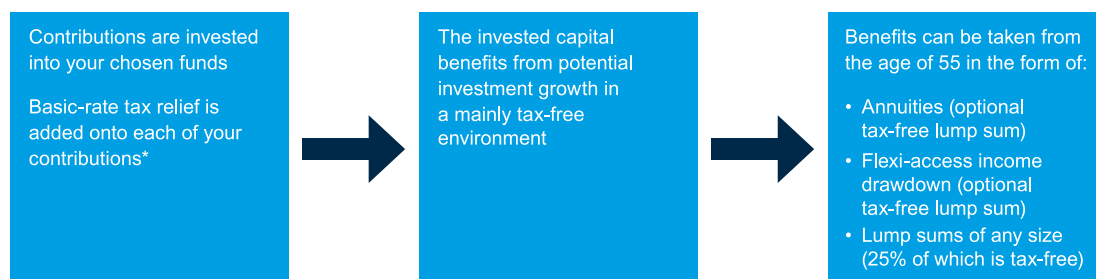 Contributions are invested
into your chosen funds
Basic-rate tax relief is
added onto each of your
contributions*
The invested capital
benefits from potential
investment growth in
a mainly tax-free
environment
Benefits can be taken from
the age of 55 in the form of:
• Annuities (optional
tax-free lump sum)
• Flexi-access income
drawdown (optional
tax-free lump sum)
• Lump sums of any size
(25% of which is tax-free)